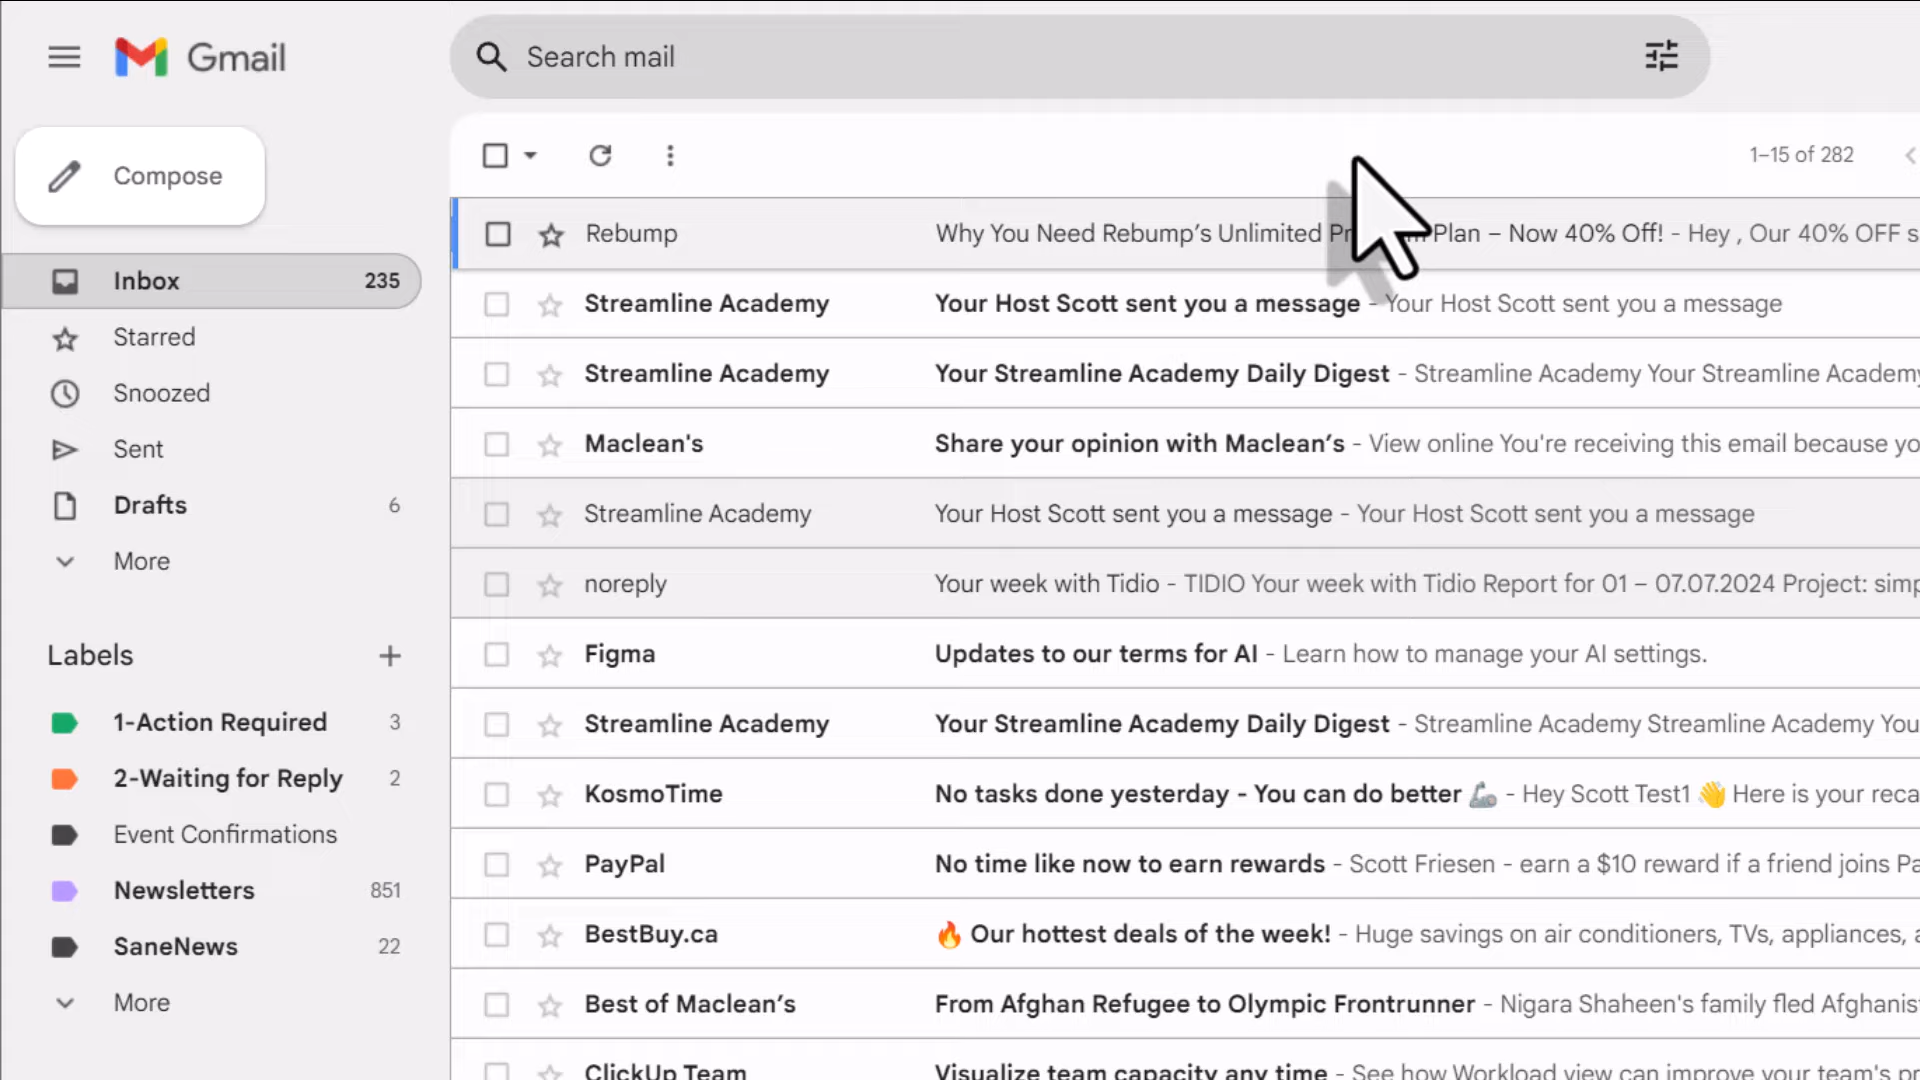 Gmail
Search mail
Compose
1–15 of 282
Inbox 235
Starred
Snoozed
Sent
Drafts 6
More
Labels
1-Action Required 3
2-Waiting for Reply 2
Event Confirmations
Newsletters 851
SaneNews 22
More
Rebump Why You Need Rebump’s Unlimited Plan – Now 40% Off! - Hey , Our 40% OFF s
Streamline Academy Your Host Scott sent you a message - Your Host Scott sent you a message
Streamline Academy Your Streamline Academy Daily Digest - Streamline Academy Your Streamline Academy
Maclean's Share your opinion with Maclean’s - View online You're receiving this email because yo
Streamline Academy Your Host Scott sent you a message - Your Host Scott sent you a message
noreply Your week with Tidio - TIDIO Your week with Tidio Report for 01 – 07.07.2024 Project: simp
Figma Updates to our terms for AI - Learn how to manage your AI settings.
Streamline Academy Your Streamline Academy Daily Digest - Streamline Academy Streamline Academy You
KosmoTime No tasks done yesterday - You can do better 🦾 - Hey Scott Test1 👋 Here is your reca
PayPal No time like now to earn rewards - Scott Friesen - earn a $10 reward if a friend joins Pa
BestBuy.ca 🔥 Our hottest deals of the week! - Huge savings on air conditioners, TVs, appliances, a
Best of Maclean’s From Afghan Refugee to Olympic Frontrunner - Nigara Shaheen's family fled Afghanis
ClickUp Team Visualize team capacity any time - See how Workload view can improve your team's pr